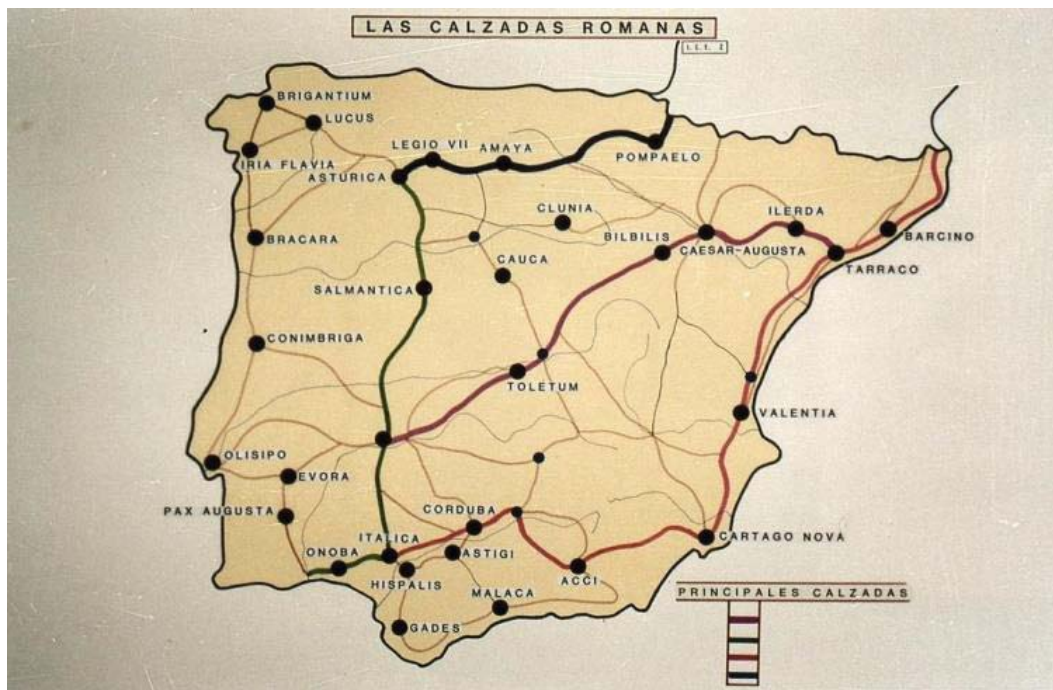 LAS CALZADAS ROMANAS
BRIGANTIUM
LUCUS
LEGIO VII
AMAYA
POMPAELO
IRIA FLAVIA
ASTURICA
CLUNIA
ILERDA
BRACARA
BILBILIS
CAESAR-AUGUSTA
BARCINO
CAUCA
TARRACO
SALMANTICA
CONIMBRIGA
TOLETUM
VALENTIA
OLISIPO
EVORA
PAX AUGUSTA
CORDUBA
ITALICA
CARTAGO NOVA
ONOBA
ASTIGI
HISPALIS
ACCI
MALACA
PRINCIPALES CALZADAS
GADES